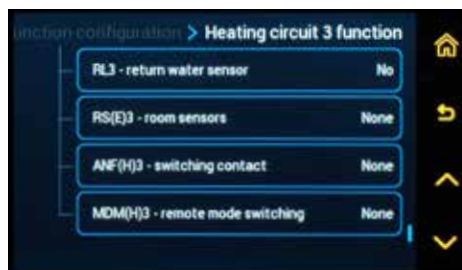 unction configuration > Heating circuit 3 function
RL3 - return water sensor No
RS(E)3 - room sensors None
ANF(H)3 - switching contact None
MDM(H)3 - remote mode switching None